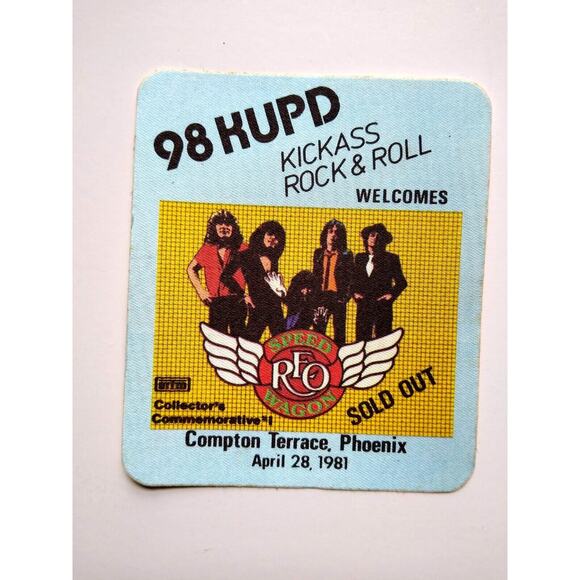 98 KUPD
KICKASS
ROCK & ROLL
WELCOMES
SPEED
REO
WAGON
SOLD OUT
Collector's
Commemorative #1
Compton Terrace, Phoenix
April 28, 1981